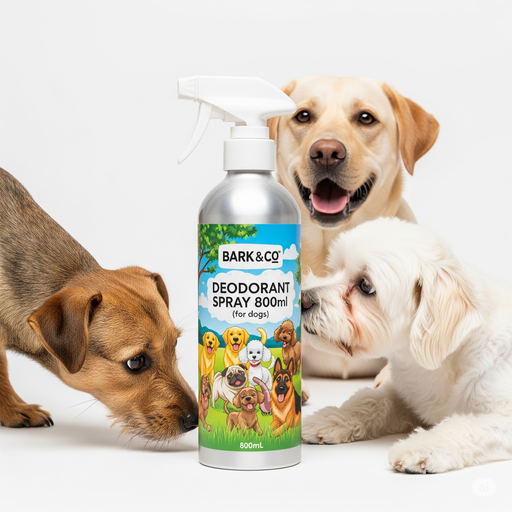 BARK & CO
DEODORANT
SPRAY 800ml
(for dogs)
800mL